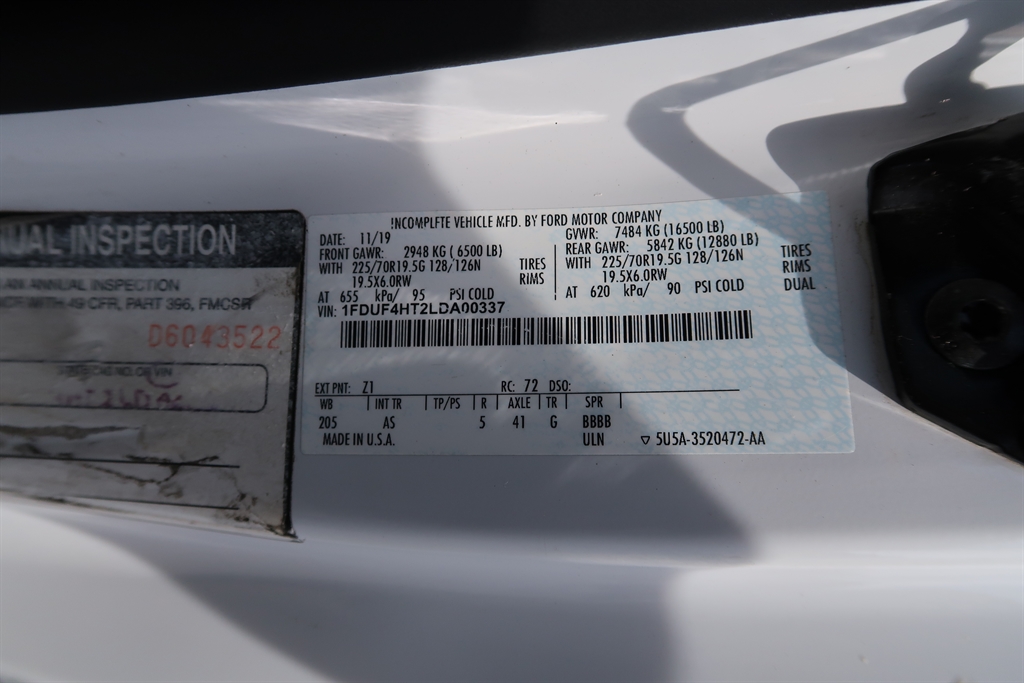 NUAL INSPECTION
AN ANNUAL INSPECTION
WITH 49 CFR, PART 396, FMCSR
D6043522
INCOMPLETE VEHICLE MFD. BY FORD MOTOR COMPANY
DATE: 11/19
GVWR: 7484 KG (16500 LB)
FRONT GAWR: 2948 KG (6500 LB)
REAR GAWR: 5842 KG (12880 LB)
WITH 225/70R19.5G 128/126N TIRES
WITH 225/70R19.5G 128/126N TIRES
19.5X6.0RW RIMS
19.5X6.0RW RIMS
AT 655 kPa/ 95 PSI COLD
AT 620 kPa/ 90 PSI COLD DUAL
VIN: 1FDUF4HT2LDA00337
EXT PNT: Z1 RC: 72 DSO:
WB INT TR TP/PS R AXLE TR SPR
205 AS 5 41 G BBBB
MADE IN U.S.A. ULN ▽ 5U5A-3520472-AA